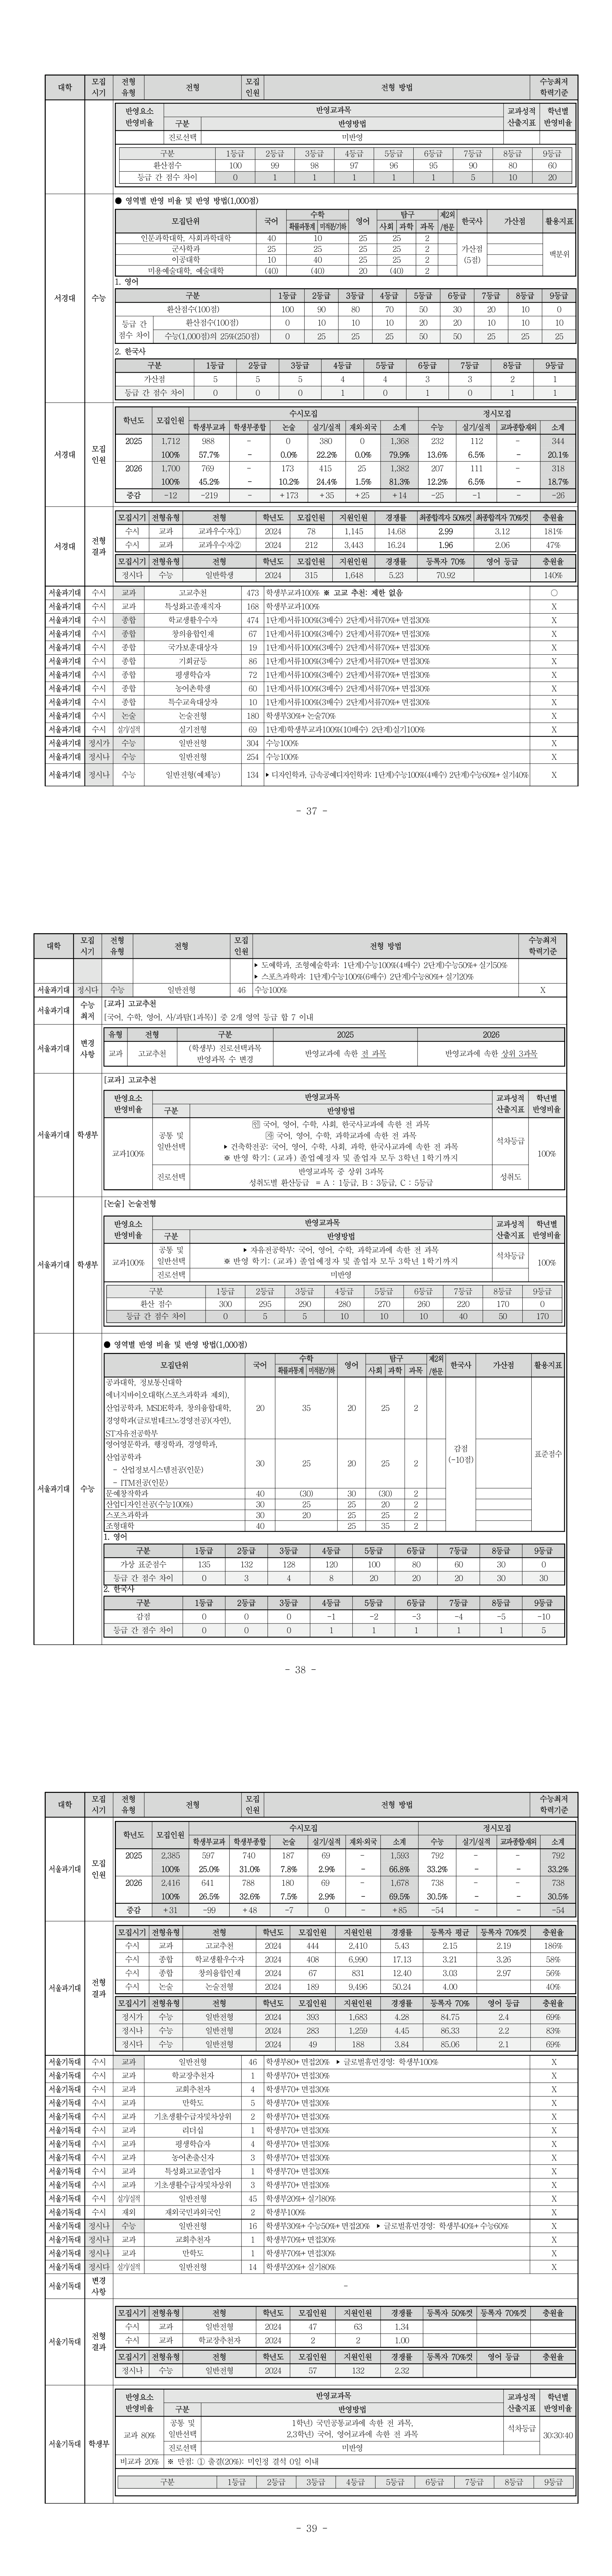 대학 모집시기 전형유형 전형 모집인원 전형 방법 수능최저학력기준
반영요소 반영비율 반영교과목 교과성적 산출지표 학년별 반영비율
구분 반영방법
진로선택 미반영
구분 1등급 2등급 3등급 4등급 5등급 6등급 7등급 8등급 9등급
환산점수 100 99 98 97 96 95 90 80 60
등급 간 점수 차이 0 1 1 1 1 1 5 10 20
서경대 수능
● 영역별 반영 비율 및 반영 방법(1,000점)
모집단위 국어 수학 영어 탐구 제2외/한문 한국사 가산점 활용지표
확률과통계 미적분/기하 사회 과학 과목
인문과학대학, 사회과학대학 40 10 25 25 2 가산점(5점) 백분위
군사학과 25 25 25 25 2
이공대학 10 40 25 25 2
미용예술대학, 예술대학 (40) (40) 20 (40) 2
1. 영어
구분 1등급 2등급 3등급 4등급 5등급 6등급 7등급 8등급 9등급
환산점수(100점) 100 90 80 70 50 30 20 10 0
등급 간 점수 차이 환산점수(100점) 0 10 10 10 20 20 10 10 10
수능(1,000점)의 25%(250점) 0 25 25 25 50 50 25 25 25
2. 한국사
구분 1등급 2등급 3등급 4등급 5등급 6등급 7등급 8등급 9등급
가산점 5 5 5 4 4 3 3 2 1
등급 간 점수 차이 0 0 0 1 0 1 0 1 1
서경대 모집인원
학년도 모집인원 수시모집 정시모집
학생부교과 학생부종합 논술 실기/실적 재외·외국 소계 수능 실기/실적 교과종합재외 소계
2025 1,712 988 - 0 380 0 1,368 232 112 - 344
100% 57.7% - 0.0% 22.2% 0.0% 79.9% 13.6% 6.5% - 20.1%
2026 1,700 769 - 173 415 25 1,382 207 111 - 318
100% 45.2% - 10.2% 24.4% 1.5% 81.3% 12.2% 6.5% - 18.7%
증감 -12 -219 - +173 +35 +25 +14 -25 -1 - -26
서경대 전형결과
모집시기 전형유형 전형 학년도 모집인원 지원인원 경쟁률 최종합격자 50%컷 최종합격자 70%컷 충원율
수시 교과 교과우수자① 2024 78 1,145 14.68 2.99 3.12 181%
수시 교과 교과우수자② 2024 212 3,443 16.24 1.96 2.06 47%
모집시기 전형유형 전형 학년도 모집인원 지원인원 경쟁률 등록자 70% 영어 등급 충원율
정시다 수능 일반학생 2024 315 1,648 5.23 70.92 140%
서울과기대 수시 교과 고교추천 473 학생부교과100% ※ 고교 추천: 제한 없음 ○
서울과기대 수시 교과 특성화고출재직자 168 학생부교과100% X
서울과기대 수시 종합 학교생활우수자 474 1단계)서류100%(3배수) 2단계)서류70%+ 면접30% X
서울과기대 수시 종합 창의융합인재 67 1단계)서류100%(3배수) 2단계)서류70%+ 면접30% X
서울과기대 수시 종합 국가보훈대상자 19 1단계)서류100%(3배수) 2단계)서류70%+ 면접30% X
서울과기대 수시 종합 기회균등 86 1단계)서류100%(3배수) 2단계)서류70%+ 면접30% X
서울과기대 수시 종합 평생학습자 72 1단계)서류100%(3배수) 2단계)서류70%+ 면접30% X
서울과기대 수시 종합 농어촌학생 60 1단계)서류100%(3배수) 2단계)서류70%+ 면접30% X
서울과기대 수시 종합 특수교육대상자 10 1단계)서류100%(3배수) 2단계)서류70%+ 면접30% X
서울과기대 수시 논술 논술전형 180 학생부30%+ 논술70% X
서울과기대 수시 실기/실적 실기전형 69 1단계)학생부교과100%(10배수) 2단계)실기100% X
서울과기대 정시가 수능 일반전형 304 수능100% X
서울과기대 정시나 수능 일반전형 254 수능100% X
서울과기대 정시나 수능 일반전형(예체능) 134 ▶디자인학과, 금속공예디자인학과: 1단계)수능100%(4배수) 2단계)수능60%+ 실기40% X
- 37 -
대학 모집시기 전형유형 전형 모집인원 전형 방법 수능최저학력기준
▶ 도예학과, 조형예술학과: 1단계)수능100%(4배수) 2단계)수능50%+ 실기50%
▶ 스포츠과학과: 1단계)수능100%(6배수) 2단계)수능80%+ 실기20%
서울과기대 정시다 수능 일반전형 46 수능100% X
서울과기대 수능최저
[교과] 고교추천
[국어, 수학, 영어, 사/과탐(1과목)] 중 2개 영역 등급 합 7 이내
서울과기대 변경사항
유형 전형 구분 2025 2026
교과 고교추천 (학생부) 진로선택과목 반영과목 수 변경 반영교과에 속한 전 과목 반영교과에 속한 상위 3과목
서울과기대 학생부
[교과] 고교추천
반영요소 반영비율 반영교과목 교과성적 산출지표 학년별 반영비율
구분 반영방법
교과100% 공통 및 일반선택 ㉑ 국어, 영어, 수학, 사회, 한국사교과에 속한 전 과목 석차등급 100%
국어, 영어, 수학, 과학교과에 속한 전 과목
▶ 건축학전공: 국어, 영어, 수학, 사회, 과학, 한국사교과에 속한 전 과목
※ 반영 학기: (교과) 졸업예정자 및 졸업자 모두 3학년 1학기까지
진로선택 반영교과목 중 상위 3과목 성취도
성취도별 환산등급 = A : 1등급, B : 3등급, C : 5등급
서울과기대 학생부
[논술] 논술전형
반영요소 반영비율 반영교과목 교과성적 산출지표 학년별 반영비율
구분 반영방법
교과100% 공통 및 일반선택 ▶ 자유전공학부: 국어, 영어, 수학, 과학교과에 속한 전 과목 석차등급 100%
※ 반영 학기: (교과) 졸업예정자 및 졸업자 모두 3학년 1학기까지
진로선택 미반영
구분 1등급 2등급 3등급 4등급 5등급 6등급 7등급 8등급 9등급
환산 점수 300 295 290 280 270 260 220 170 0
등급 간 점수 차이 0 5 5 10 10 10 40 50 170
서울과기대 수능
● 영역별 반영 비율 및 반영 방법(1,000점)
모집단위 국어 수학 영어 탐구 제2외/한문 한국사 가산점 활용지표
확률과통계 미적분/기하 사회 과학 과목
공과대학, 정보통신대학
에너지바이오대학(스포츠과학과 제외),
산업공학과, MSDE학과, 창의융합대학, 20 35 20 25 2
경영학과(글로벌테크노경영전공)(자연),
ST자유전공학부
영어영문학과, 행정학과, 경영학과,
산업공학과 30 25 20 25 2 감점(-10점) 표준점수
- 산업정보시스템전공(인문)
- ITM전공(인문)
문예창작학과 40 (30) 30 (30) 2
산업디자인전공(수능100%) 30 25 25 20 2
스포츠과학과 30 20 25 25 2
조형대학 40 25 35 2
1. 영어
구분 1등급 2등급 3등급 4등급 5등급 6등급 7등급 8등급 9등급
가상 표준점수 135 132 128 120 100 80 60 30 0
등급 간 점수 차이 0 3 4 8 20 20 20 30 30
2. 한국사
구분 1등급 2등급 3등급 4등급 5등급 6등급 7등급 8등급 9등급
감점 0 0 0 -1 -2 -3 -4 -5 -10
등급 간 점수 차이 0 0 0 1 1 1 1 1 5
- 38 -
대학 모집시기 전형유형 전형 모집인원 전형 방법 수능최저학력기준
서울과기대 모집인원
학년도 모집인원 수시모집 정시모집
학생부교과 학생부종합 논술 실기/실적 재외·외국 소계 수능 실기/실적 교과종합재외 소계
2025 2,385 597 740 187 69 - 1,593 792 - - 792
100% 25.0% 31.0% 7.8% 2.9% - 66.8% 33.2% - - 33.2%
2026 2,416 641 788 180 69 - 1,678 738 - - 738
100% 26.5% 32.6% 7.5% 2.9% - 69.5% 30.5% - - 30.5%
증감 +31 -99 +48 -7 0 - +85 -54 - - -54
서울과기대 전형결과
모집시기 전형유형 전형 학년도 모집인원 지원인원 경쟁률 등록자 평균 등록자 70%컷 충원율
수시 교과 고교추천 2024 444 2,410 5.43 2.15 2.19 186%
수시 종합 학교생활우수자 2024 408 6,990 17.13 3.21 3.26 58%
수시 종합 창의융합인재 2024 67 831 12.40 3.03 2.97 56%
수시 논술 논술전형 2024 189 9,496 50.24 4.00 40%
모집시기 전형유형 전형 학년도 모집인원 지원인원 경쟁률 등록자 70% 영어 등급 충원율
정시가 수능 일반전형 2024 393 1,683 4.28 84.75 2.4 69%
정시나 수능 일반전형 2024 283 1,259 4.45 86.33 2.2 83%
정시다 수능 일반전형 2024 49 188 3.84 85.06 2.1 69%
서울기독대 수시 교과 일반전형 46 학생부80+ 면접20% ▶ 글로벌휴먼경영: 학생부100% X
서울기독대 수시 교과 학교장추천자 1 학생부70+ 면접30% X
서울기독대 수시 교과 교회추천자 4 학생부70+ 면접30% X
서울기독대 수시 교과 만학도 5 학생부70+ 면접30% X
서울기독대 수시 교과 기초생활수급자및차상위 2 학생부70+ 면접30% X
서울기독대 수시 교과 리더십 1 학생부70+ 면접30% X
서울기독대 수시 교과 평생학습자 4 학생부70+ 면접30% X
서울기독대 수시 교과 농어촌출신자 3 학생부70+ 면접30% X
서울기독대 수시 교과 특성화고교졸업자 1 학생부70+ 면접30% X
서울기독대 수시 교과 기초생활수급자및차상위 3 학생부70+ 면접30% X
서울기독대 수시 실기/실적 일반전형 45 학생부20%+ 실기80% X
서울기독대 수시 재외 재외국민과외국인 2 학생부100% X
서울기독대 정시나 수능 일반전형 16 학생부30%+ 수능50%+ 면접20% ▶ 글로벌휴먼경영: 학생부40%+ 수능60% X
서울기독대 정시나 교과 교회추천자 1 학생부70%+ 면접30% X
서울기독대 정시나 교과 만학도 1 학생부70%+ 면접30% X
서울기독대 정시다 실기/실적 일반전형 14 학생부20%+ 실기80% X
서울기독대 변경사항 -
서울기독대 전형결과
모집시기 전형유형 전형 학년도 모집인원 지원인원 경쟁률 등록자 50%컷 등록자 70%컷 충원율
수시 교과 일반전형 2024 47 63 1.34
수시 교과 학교장추천자 2024 2 2 1.00
모집시기 전형유형 전형 학년도 모집인원 지원인원 경쟁률 등록자 70%컷 영어 등급 충원율
정시나 수능 일반전형 2024 57 132 2.32
서울기독대 학생부
반영요소 반영비율 반영교과목 교과성적 산출지표 학년별 반영비율
구분 반영방법
교과 80% 공통 및 일반선택 1학년) 국민공통교과에 속한 전 과목, 석차등급 30:30:40
2,3학년) 국어, 영어교과에 속한 전 과목
진로선택 미반영
비교과 20% ※ 만점: ① 출결(20%): 미인정 결석 0일 이내
구분 1등급 2등급 3등급 4등급 5등급 6등급 7등급 8등급 9등급
- 39 -